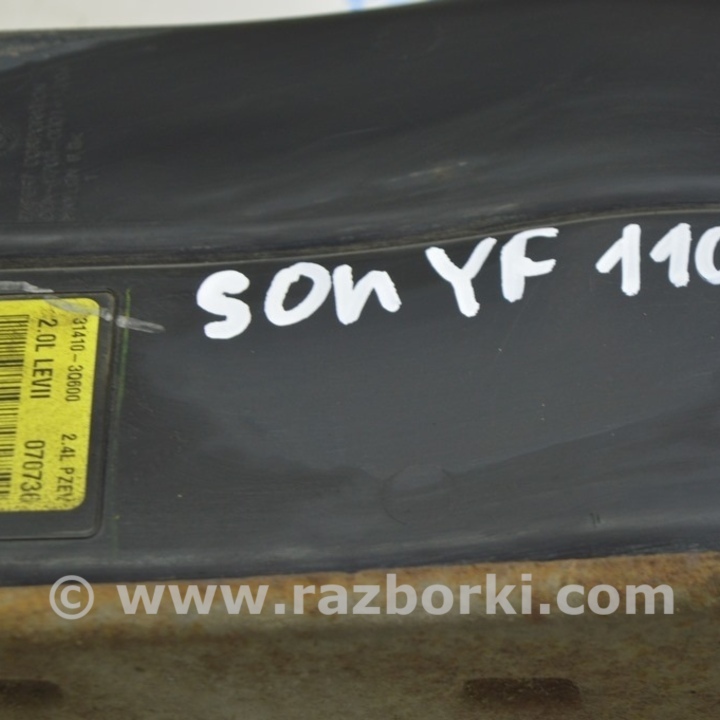 SON YF 110
31410-3Q600
2.0L LEVII 2.4L PZEV
070736
© www.razborki.com